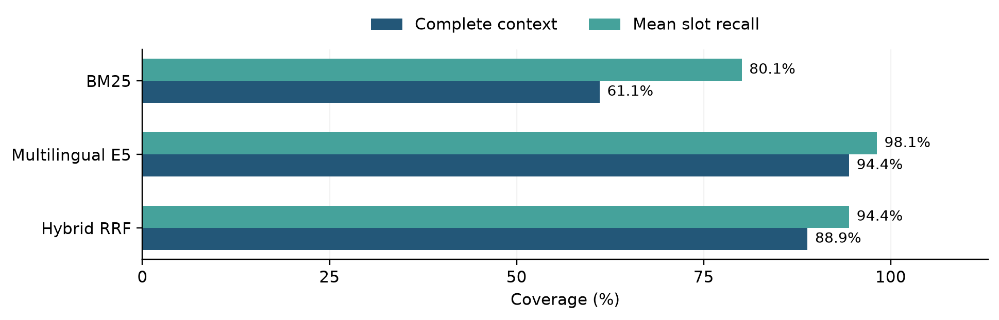 Complete context Mean slot recall
BM25 80.1%
61.1%
Multilingual E5 98.1%
94.4%
Hybrid RRF 94.4%
88.9%
0 25 50 75 100
Coverage (%)